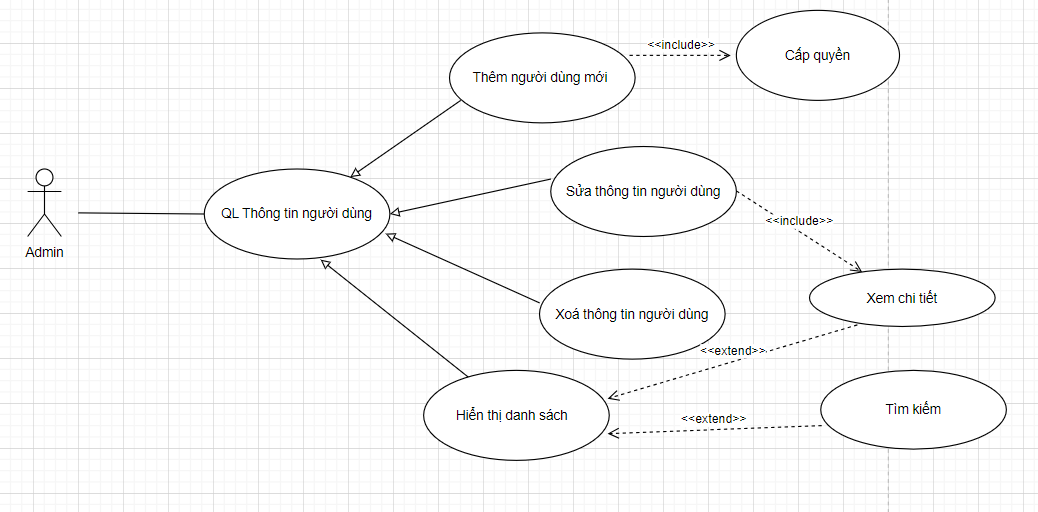 <<include>>
Cấp quyền
Thêm người dùng mới
Sửa thông tin người dùng
QL Thông tin người dùng
<<include>>
Admin
Xem chi tiết
Xoá thông tin người dùng
<<extend>>
Tìm kiếm
Hiển thị danh sách
<<extend>>